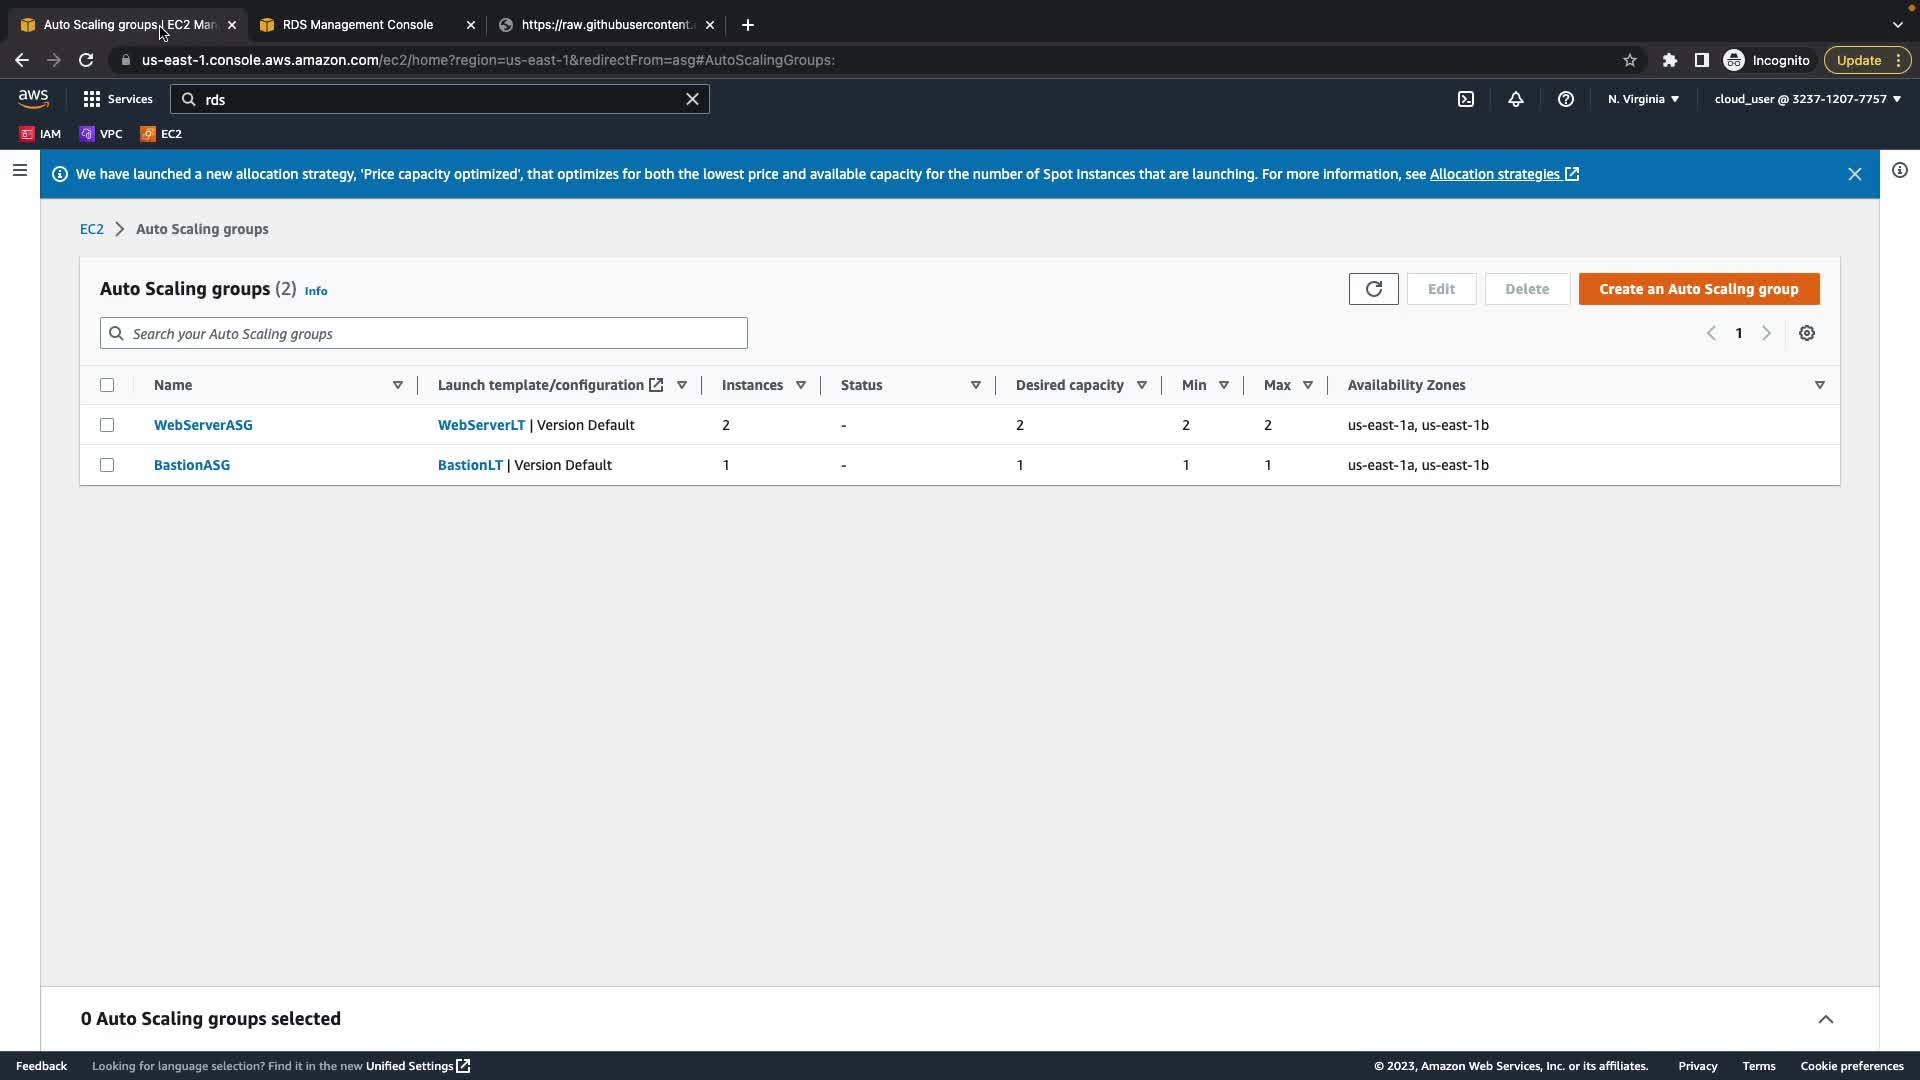 Auto Scaling groups | EC2 Man
RDS Management Console
https://raw.githubusercontent.
us-east-1.console.aws.amazon.com/ec2/home?region=us-east-1&redirectFrom=asg#AutoScalingGroups:
Incognito
Update
aws
Services
rds
N. Virginia
cloud_user @ 3237-1207-7757
IAM
VPC
EC2
We have launched a new allocation strategy, 'Price capacity optimized', that optimizes for both the lowest price and available capacity for the number of Spot Instances that are launching. For more information, see Allocation strategies
EC2 > Auto Scaling groups
Auto Scaling groups (2) Info
Edit
Delete
Create an Auto Scaling group
Search your Auto Scaling groups
1
Name Launch template/configuration Instances Status Desired capacity Min Max Availability Zones
WebServerASG WebServerLT | Version Default 2 - 2 2 2 us-east-1a, us-east-1b
BastionASG BastionLT | Version Default 1 - 1 1 1 us-east-1a, us-east-1b
0 Auto Scaling groups selected
Feedback Looking for language selection? Find it in the new Unified Settings © 2023, Amazon Web Services, Inc. or its affiliates. Privacy Terms Cookie preferences